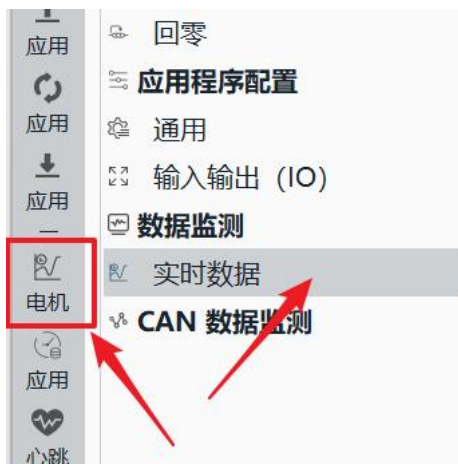 应用
应用
应用
电机
应用
心跳
回零
应用程序配置
通用
输入输出（IO）
数据监测
实时数据
CAN 数据监测